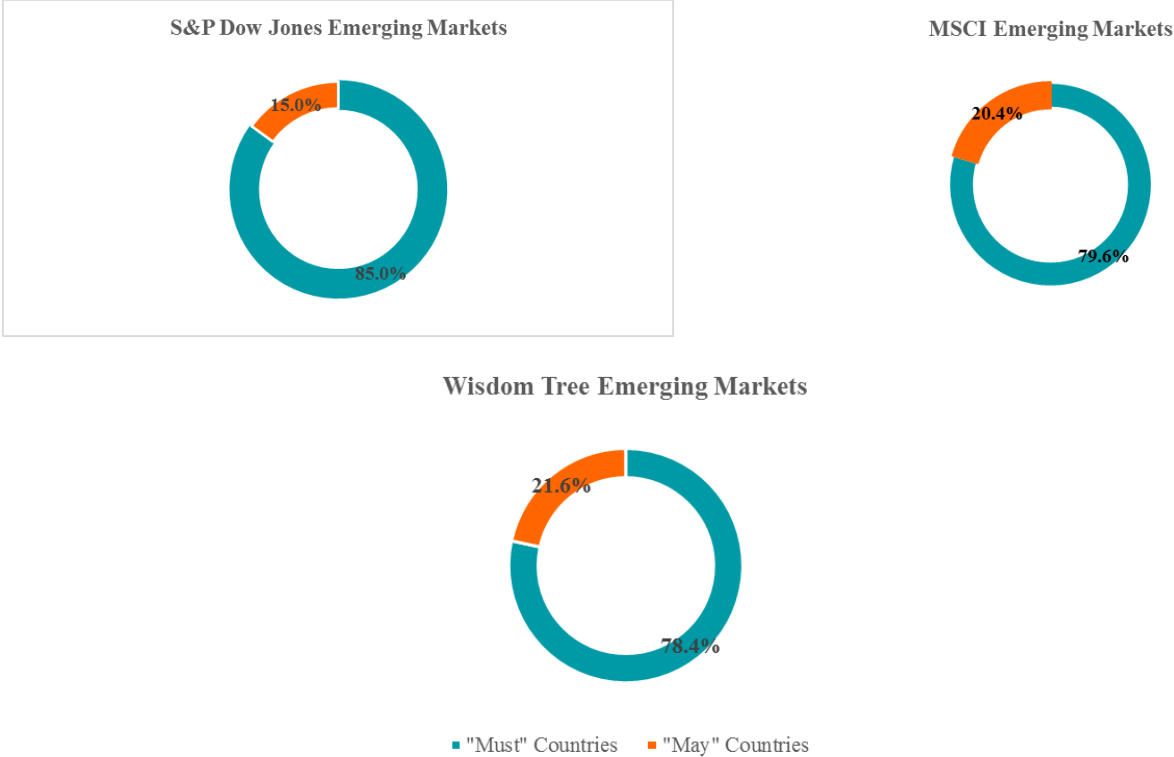 S&P Dow Jones Emerging Markets
15.0%
85.0%
MSCI Emerging Markets
20.4%
79.6%
Wisdom Tree Emerging Markets
21.6%
78.4%
"Must" Countries
"May" Countries